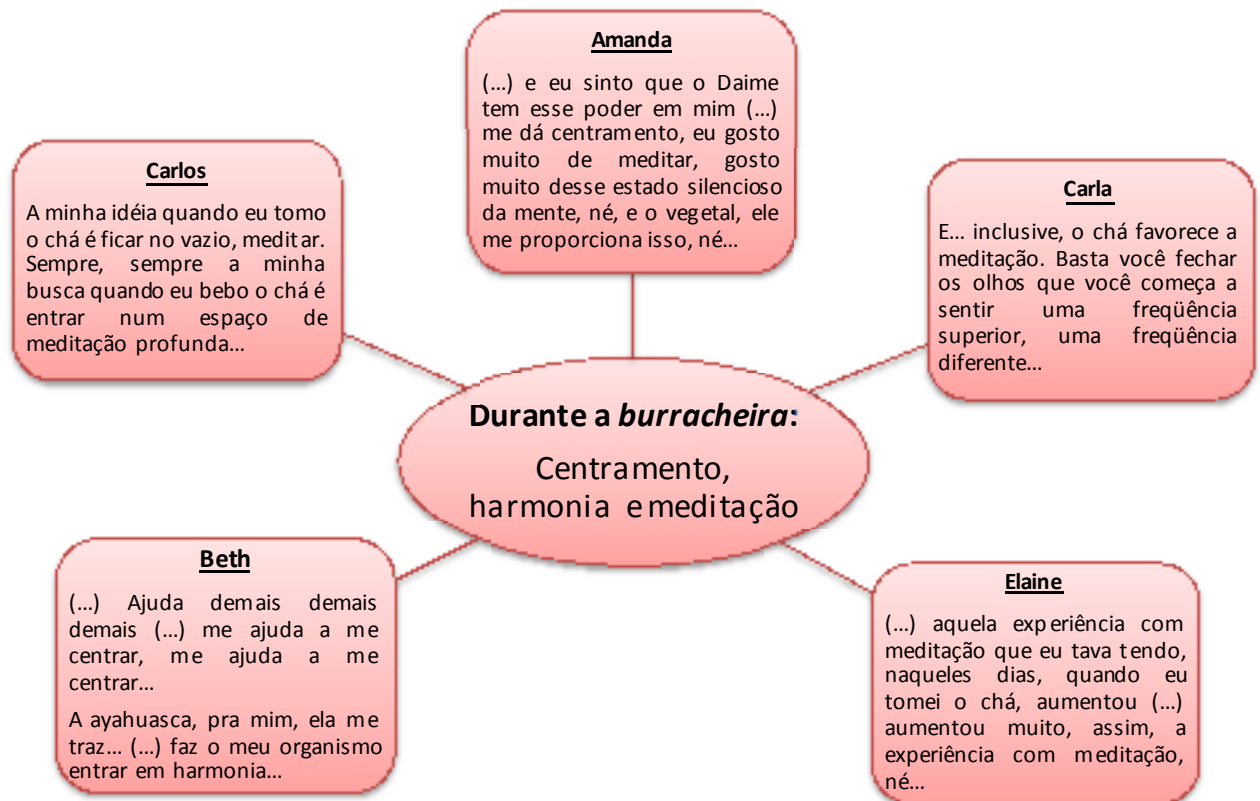 Amanda
(...) e eu sinto que o Daime
tem esse poder em mim (...)
me dá centramento, eu gosto
muito de meditar, gosto
muito desse estado silencioso
da mente, né, e o vegetal, ele
me proporciona isso, né...
Carlos
A minha idéia quando eu tomo
o chá é ficar no vazio, meditar.
Sempre, sempre a minha
busca quando eu bebo o chá é
entrar num espaço de
meditação profunda...
Carla
E... inclusive, o chá favorece a
meditação. Basta você fechar
os olhos que você começa a
sentir uma freqüência
superior, uma freqüência
diferente...
Durante a burracheira:
Centramento,
harmonia e meditação
Beth
(...) Ajuda demais demais
demais (...) me ajuda a me
centrar, me ajuda a me
centrar...
A ayahuasca, pra mim, ela me
traz... (...) faz o meu organismo
entrar em harmonia...
Elaine
(...) aquela experiência com
meditação que eu tava tendo,
naqueles dias, quando eu
tomei o chá, aumentou (...)
aumentou muito, assim, a
experiência com meditação,
né...